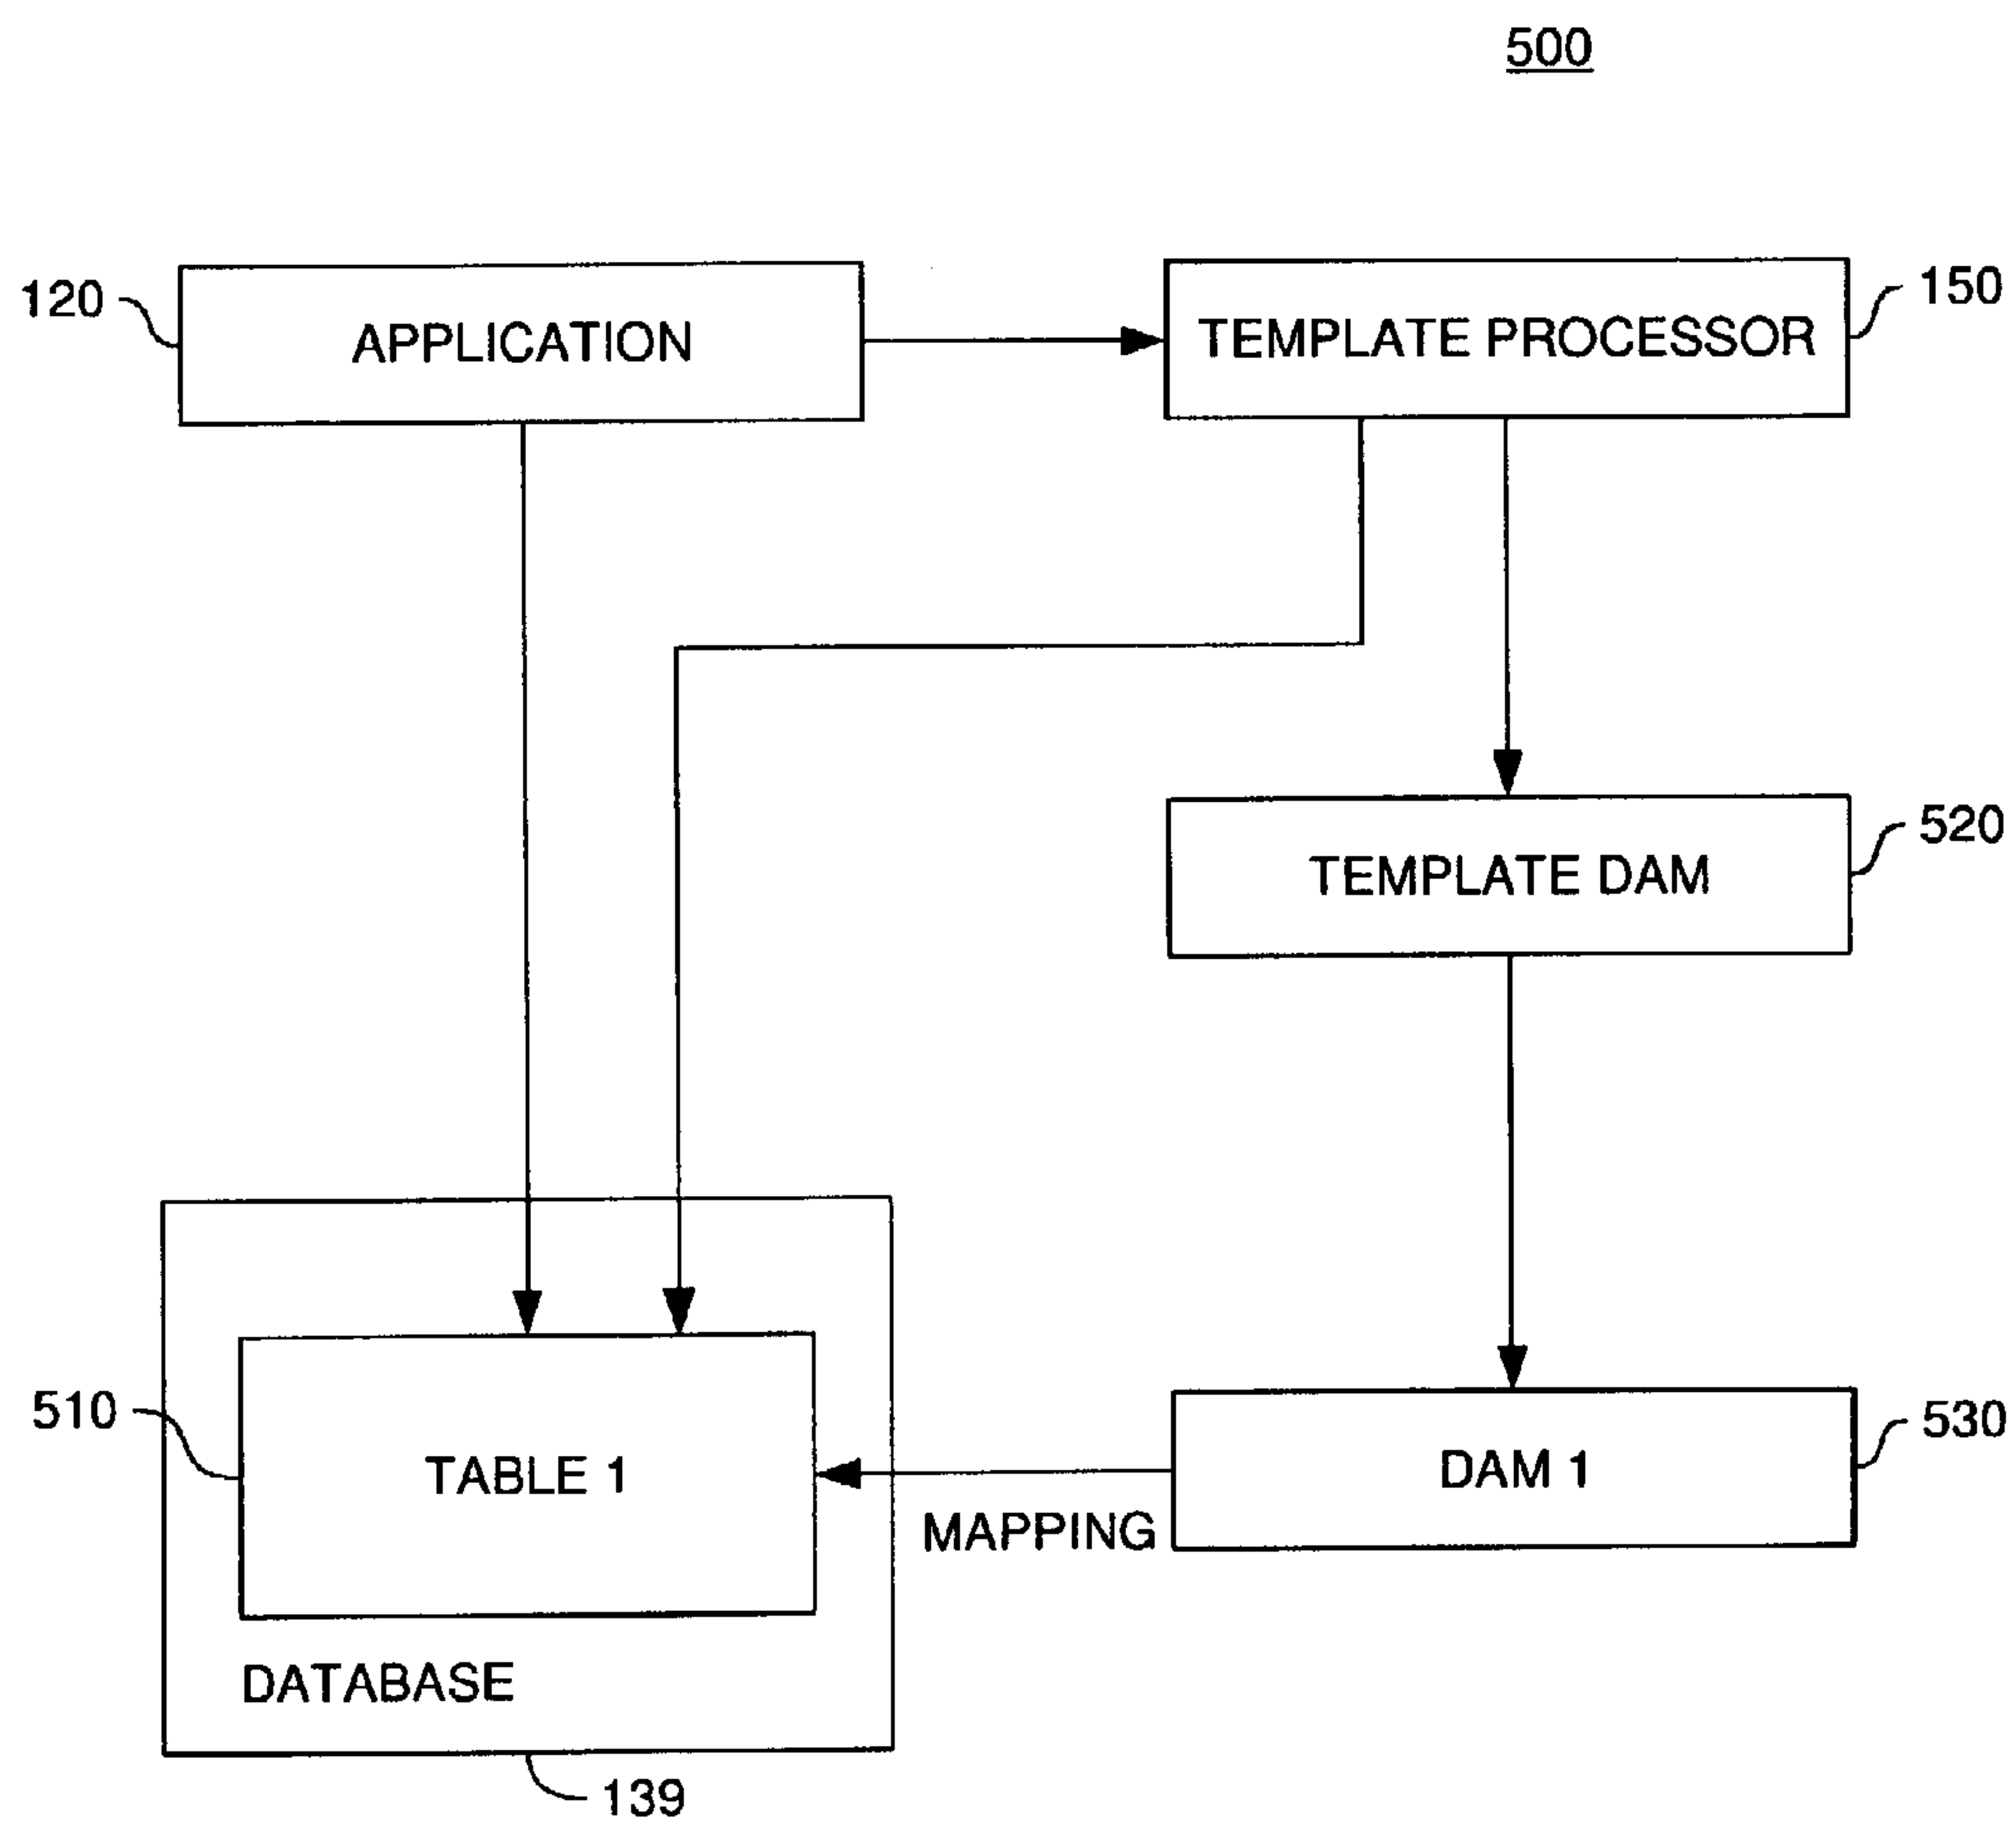 500
120
APPLICATION
TEMPLATE PROCESSOR
150
TEMPLATE DAM
520
510
TABLE 1
MAPPING
DAM 1
530
DATABASE
139